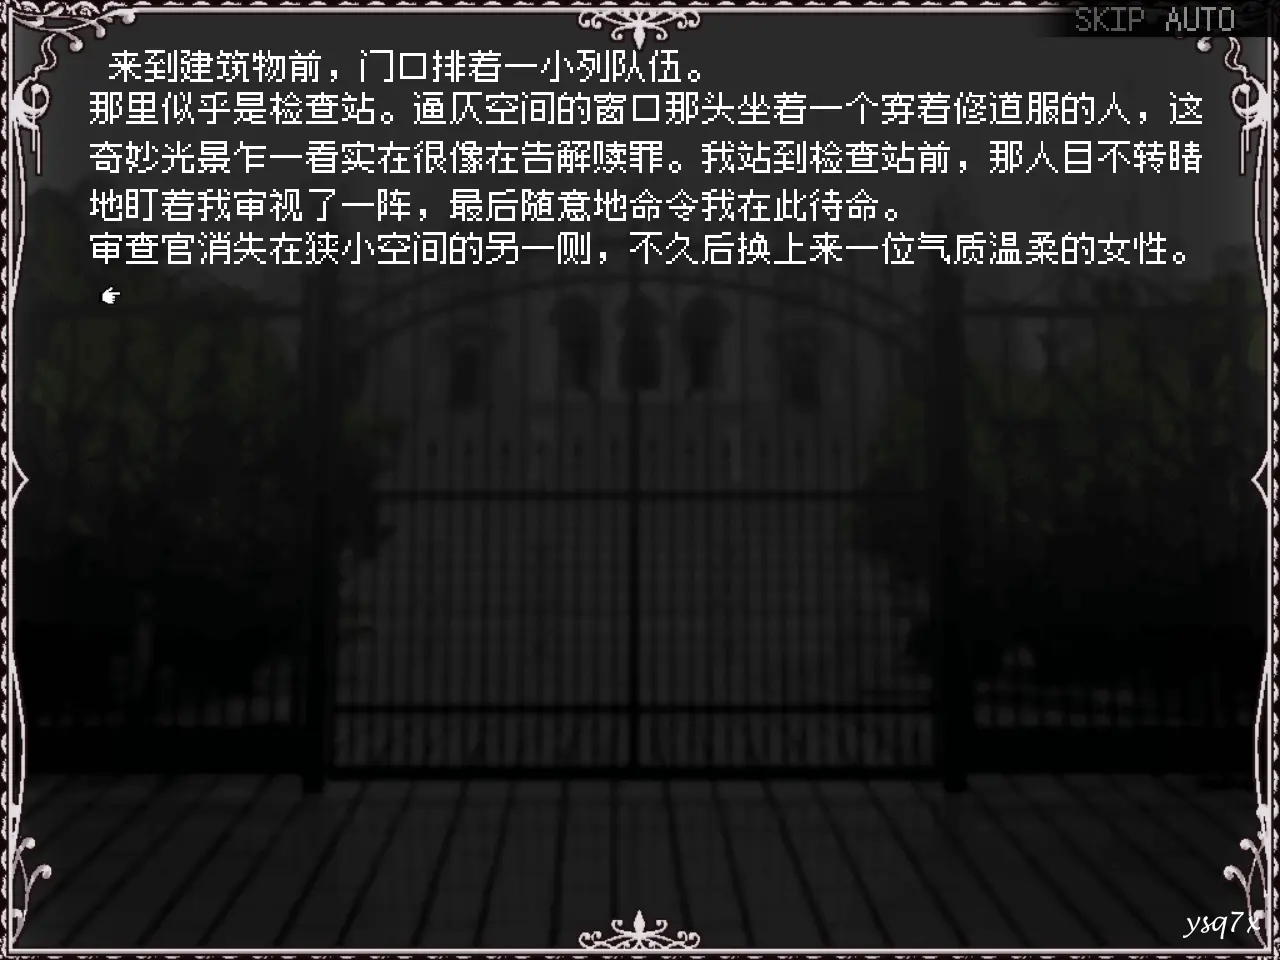 SKIP AUTO
来到建筑物前，门口排着一小列队伍。
那里似乎是检查站。逼仄空间的窗口那头坐着一个穿着修道服的人，这
奇妙光景乍一看实在很像在告解赎罪。我站到检查站前，那人目不转睛
地盯着我审视了一阵，最后随意地命令我在此待命。
审查官消失在狭小空间的另一侧，不久后换上来一位气质温柔的女性。
ysq7x